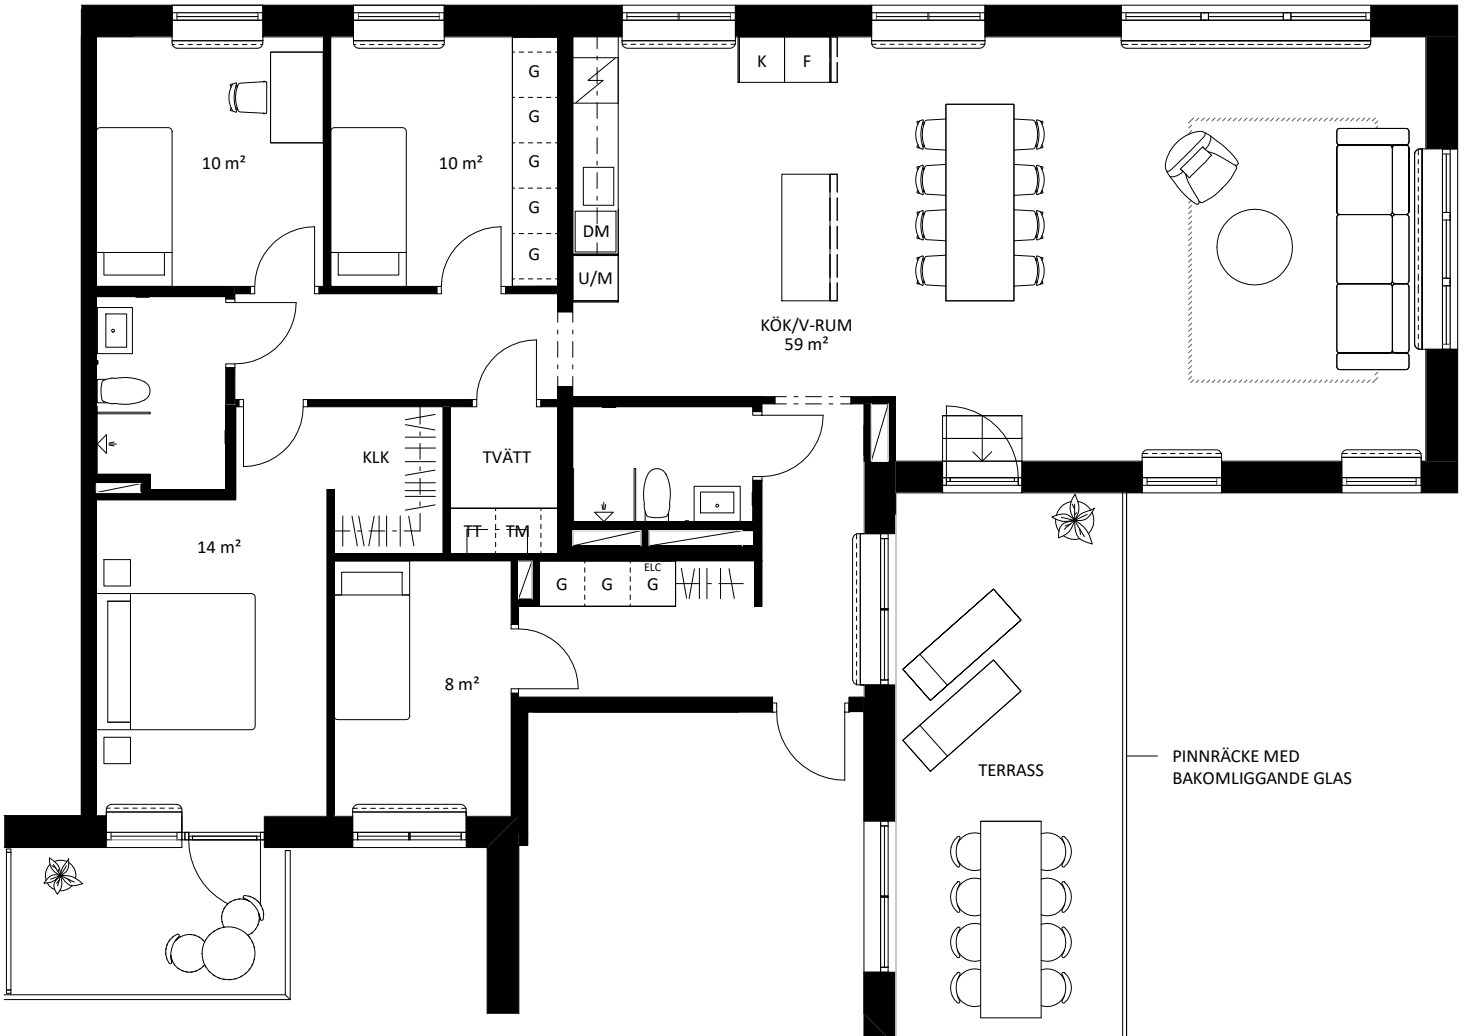 K F
G
G
G
G
G
10 m²
10 m²
DM
U/M
KÖK/V-RUM
59 m²
KLK
TVÄTT
TT TM
14 m²
ELC
G G G
8 m²
TERRASS
PINNRÄCKE MED
BAKOMLIGGANDE GLAS